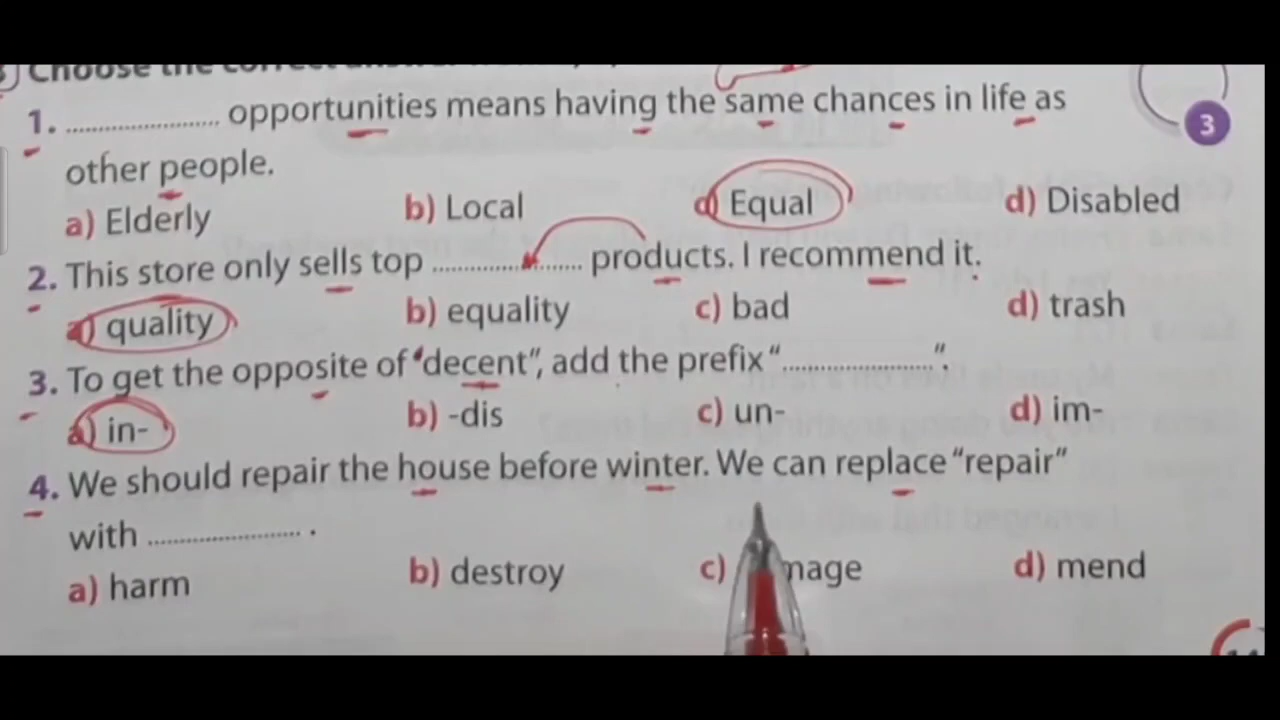 Choose the correct
1. .................... opportunities means having the same chances in life as
3
other people.
a) Elderly b) Local c) Equal d) Disabled
2. This store only sells top .................... products. I recommend it.
a) quality b) equality c) bad d) trash
3. To get the opposite of "decent", add the prefix "....................".
a) in- b) -dis c) un- d) im-
4. We should repair the house before winter. We can replace "repair"
with .................... .
a) harm b) destroy c) d) mend